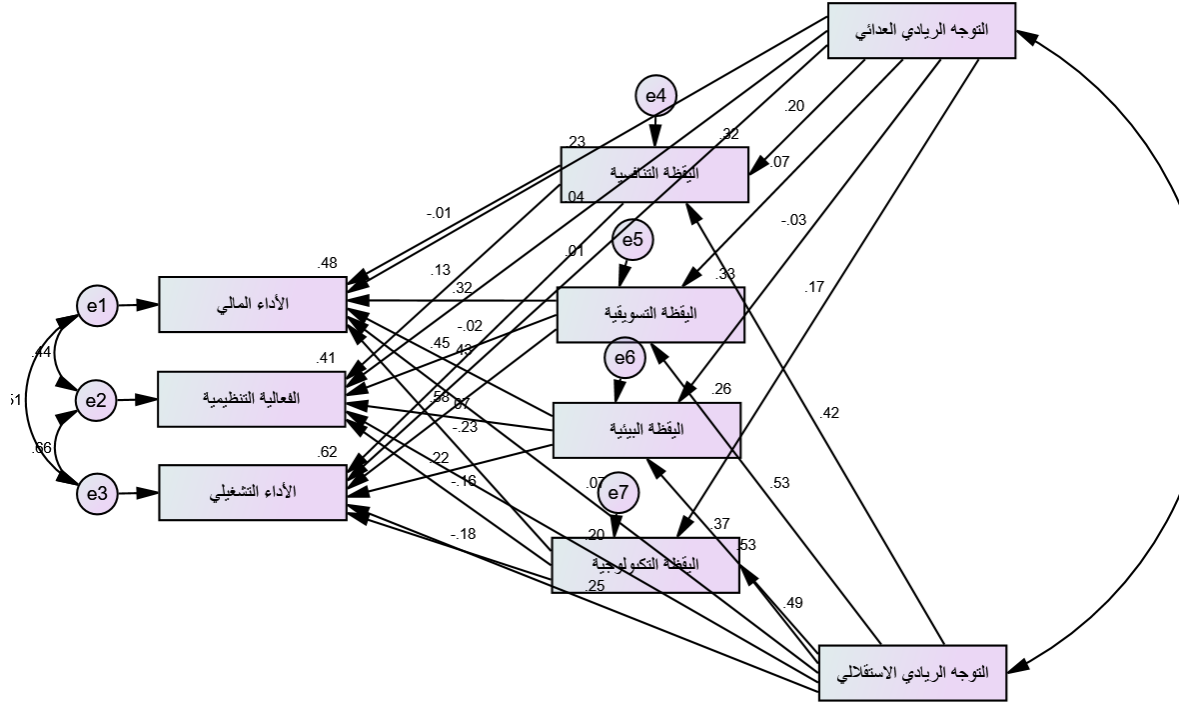 التوجه الريادي العدائي
e4
.20
.32
.23
.07
اليقظة التنافسية
.04
-.01
-.03
e5
.01
.48
.13
.33
.17
.32
e1
الأداء المالي
اليقظة التسويقية
-.02
.45
.43
.44
.41
e6
.26
e2
الفعالية التنظيمية
.58
.67
.42
-.23
اليقظة البيئية
.66
.62
.22
-.16
.53
.07
e7
e3
الأداء التشغيلي
.37
-.18
.20
.53
اليقظة التكنولوجية
.25
.49
التوجه الريادي الاستقلالي